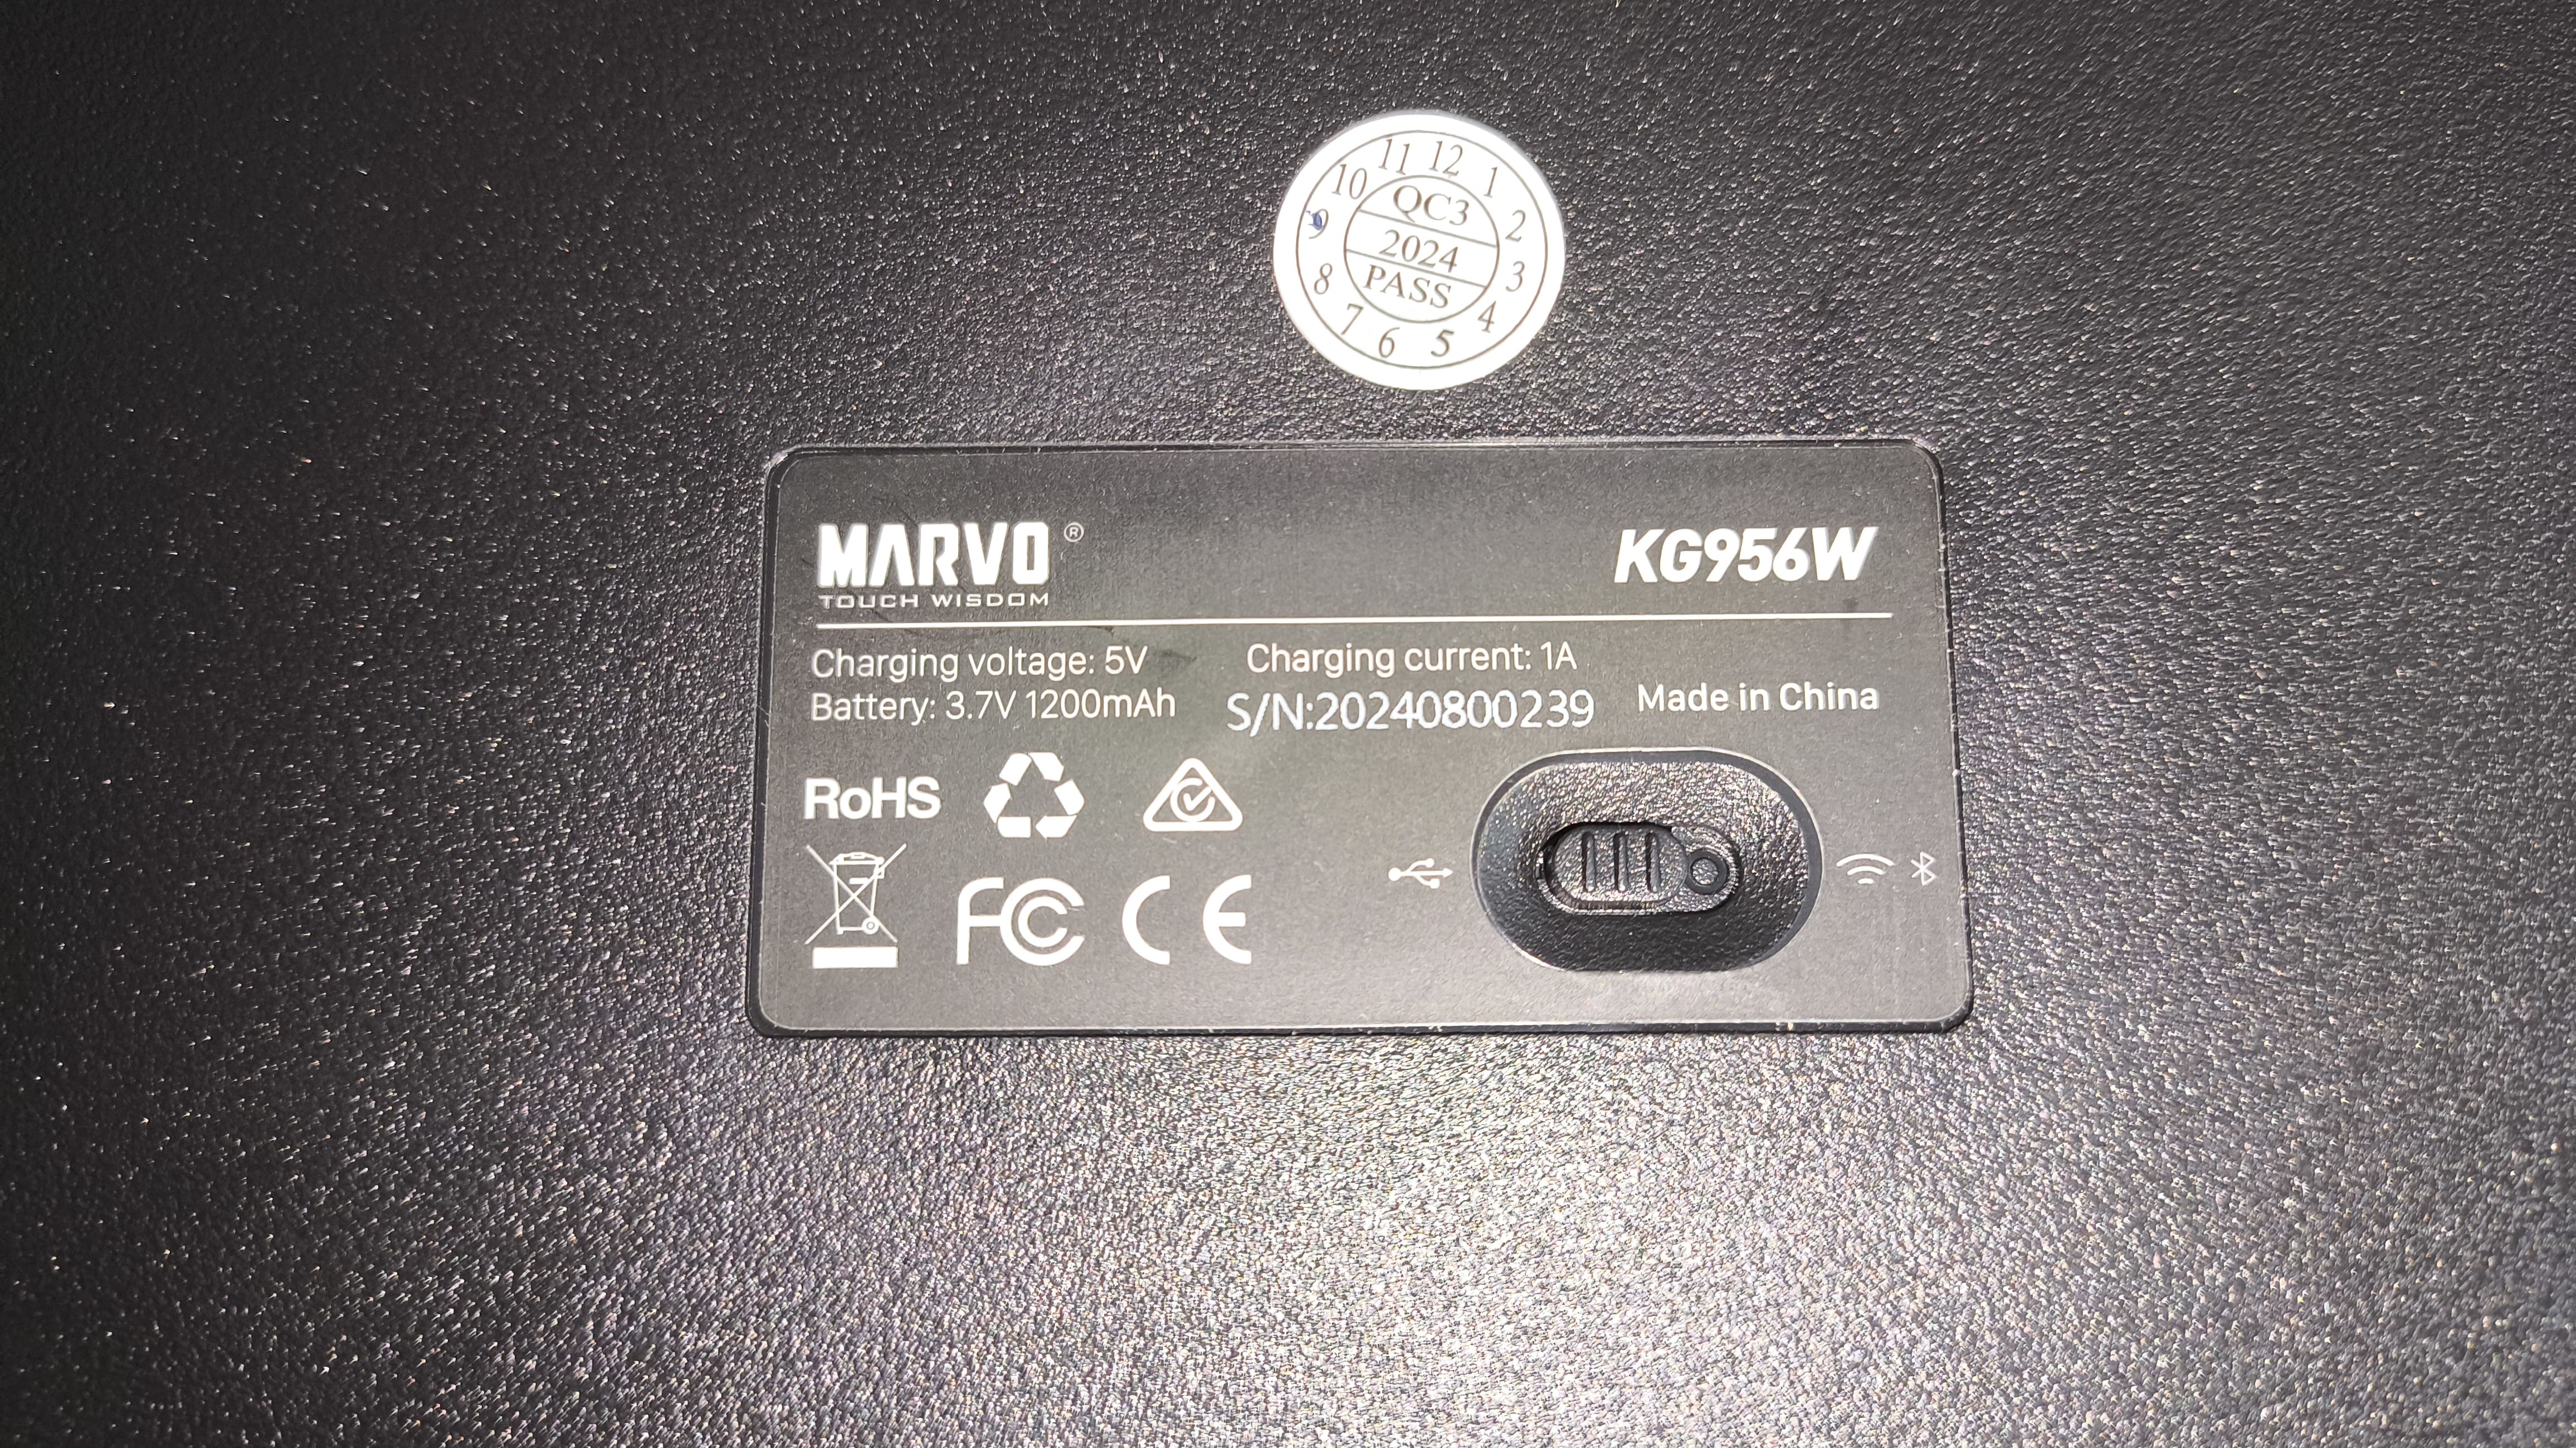 11 12 1
10 2
9 3
8 4
7 6 5
QC3
2024
PASS
MARVO ®
TOUCH WISDOM
KG956W
Charging voltage: 5V
Charging current: 1A
Battery: 3.7V 1200mAh
S/N:20240800239
Made in China
RoHS
FC CE